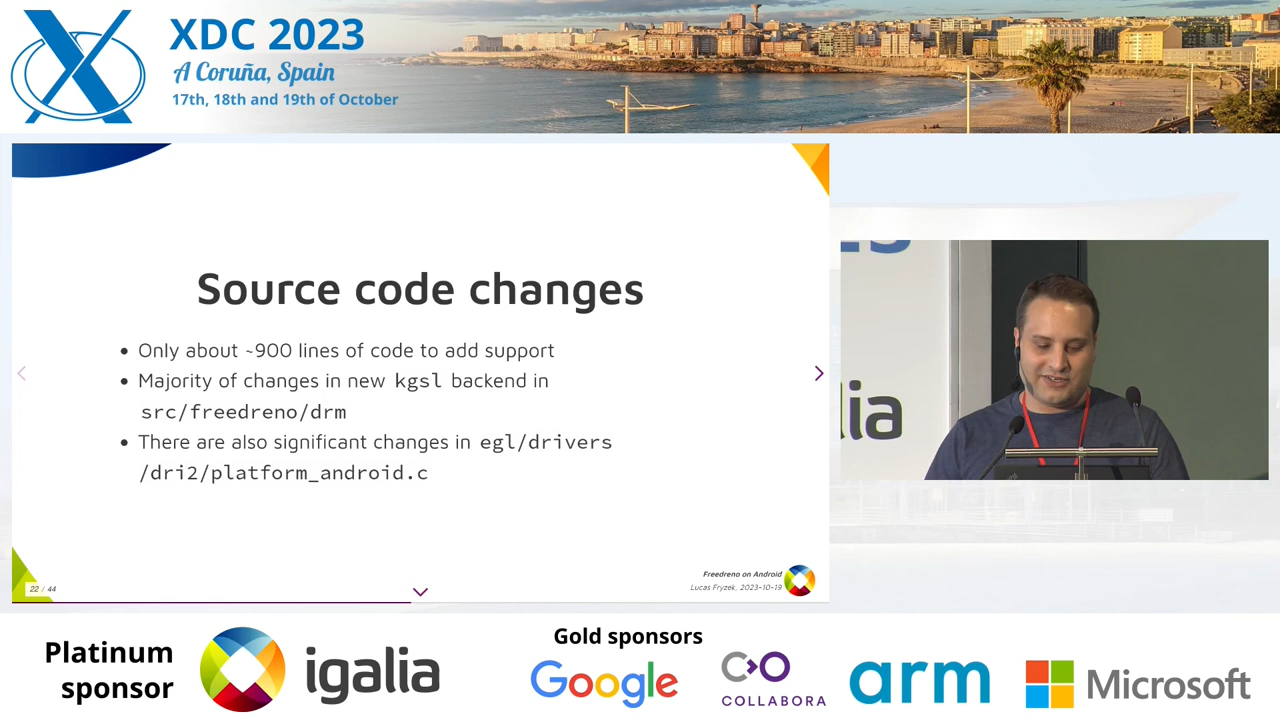 XDC 2023
A Coruña, Spain
17th, 18th and 19th of October
Source code changes
Only about ~900 lines of code to add support
Majority of changes in new kgsl backend in
src/freedreno/drm
There are also significant changes in egl/drivers
/dri2/platform_android.c
22 / 44
Freedreno on Android
Lucas Fryzek, 2023-10-19
lia
Platinum
sponsor
igalia
Gold sponsors
Google
COLLABORA
arm
Microsoft